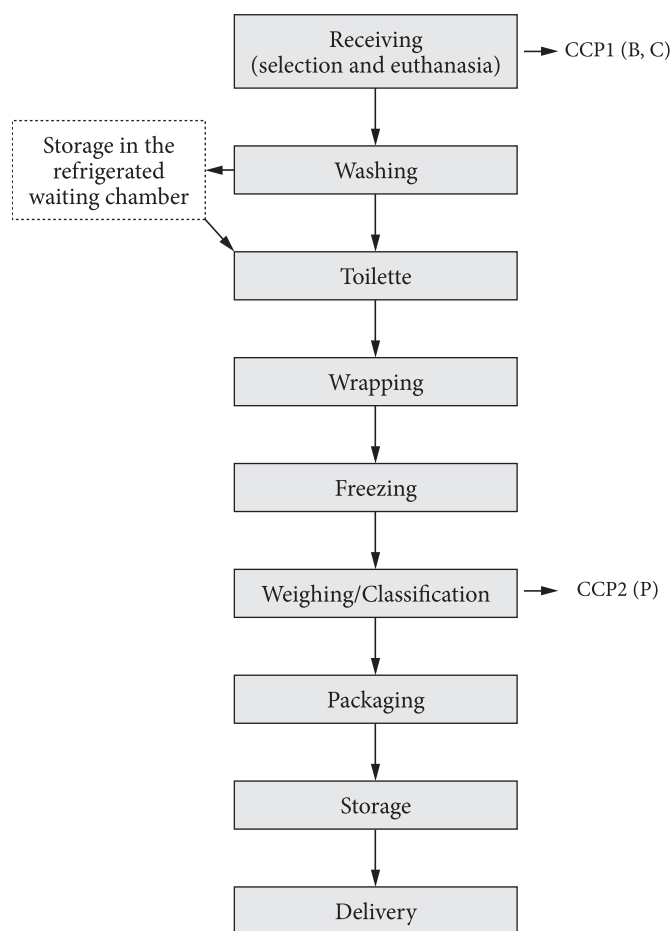 Receiving
(selection and euthanasia)
CCP1 (B, C)
Storage in the
refrigerated
waiting chamber
Washing
Toilette
Wrapping
Freezing
Weighing/Classification
CCP2 (P)
Packaging
Storage
Delivery